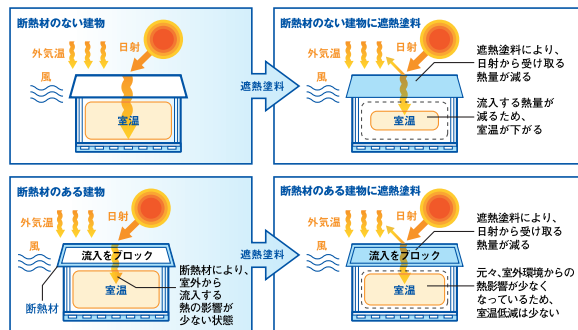 断熱材のない建物
外気温
日射
風
室温
遮熱塗料
断熱材のない建物に遮熱塗料
外気温
日射
風
室温
遮熱塗料により、
日射から受け取る
熱量が減る
流入する熱量が
減るため、
室温が下がる
断熱材のある建物
外気温
日射
風
流入をブロック
室温
断熱材
断熱材により、
室外から
流入する
熱の影響が
少ない状態
遮熱塗料
断熱材のある建物に遮熱塗料
外気温
日射
風
流入をブロック
室温
遮熱塗料により、
日射から受け取る
熱量が減る
元々、室外環境からの
熱影響が少なく
なっているため、
室温低減は少ない